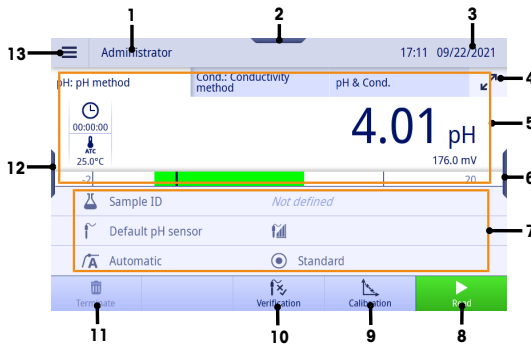 1
2
3
13
Administrator
17:11 09/22/2021
pH: pH method
Cond.: Conductivity
method
pH & Cond.
4
00:00:00
ATC
25.0°C
4.01 pH
176.0 mV
5
12
-2
20
6
Sample ID
Not defined
Default pH sensor
7
Automatic
Standard
Terminate
Verification
Calibration
Read
11
10
9
8